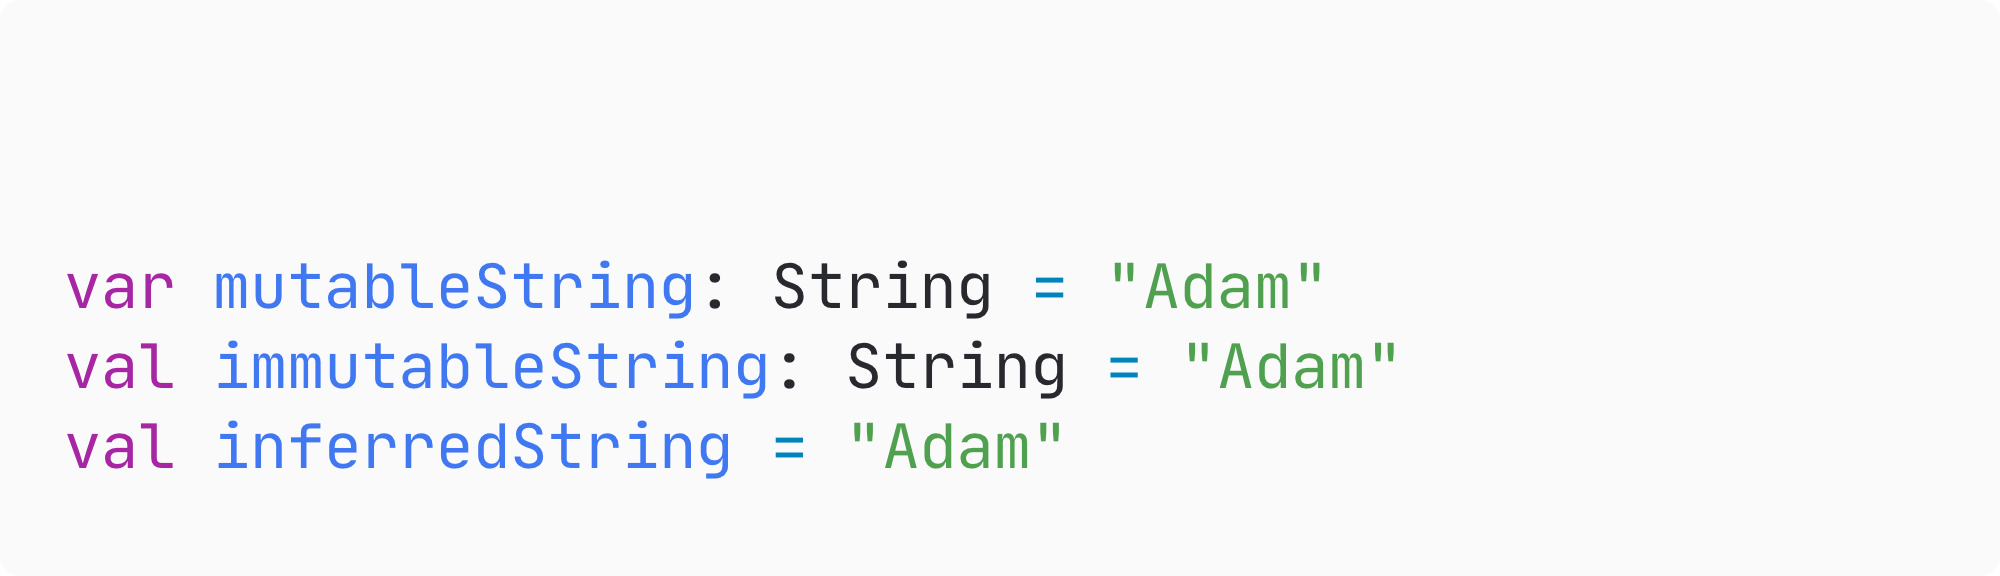 var mutableString: String = "Adam"
val immutableString: String = "Adam"
val inferredString = "Adam"